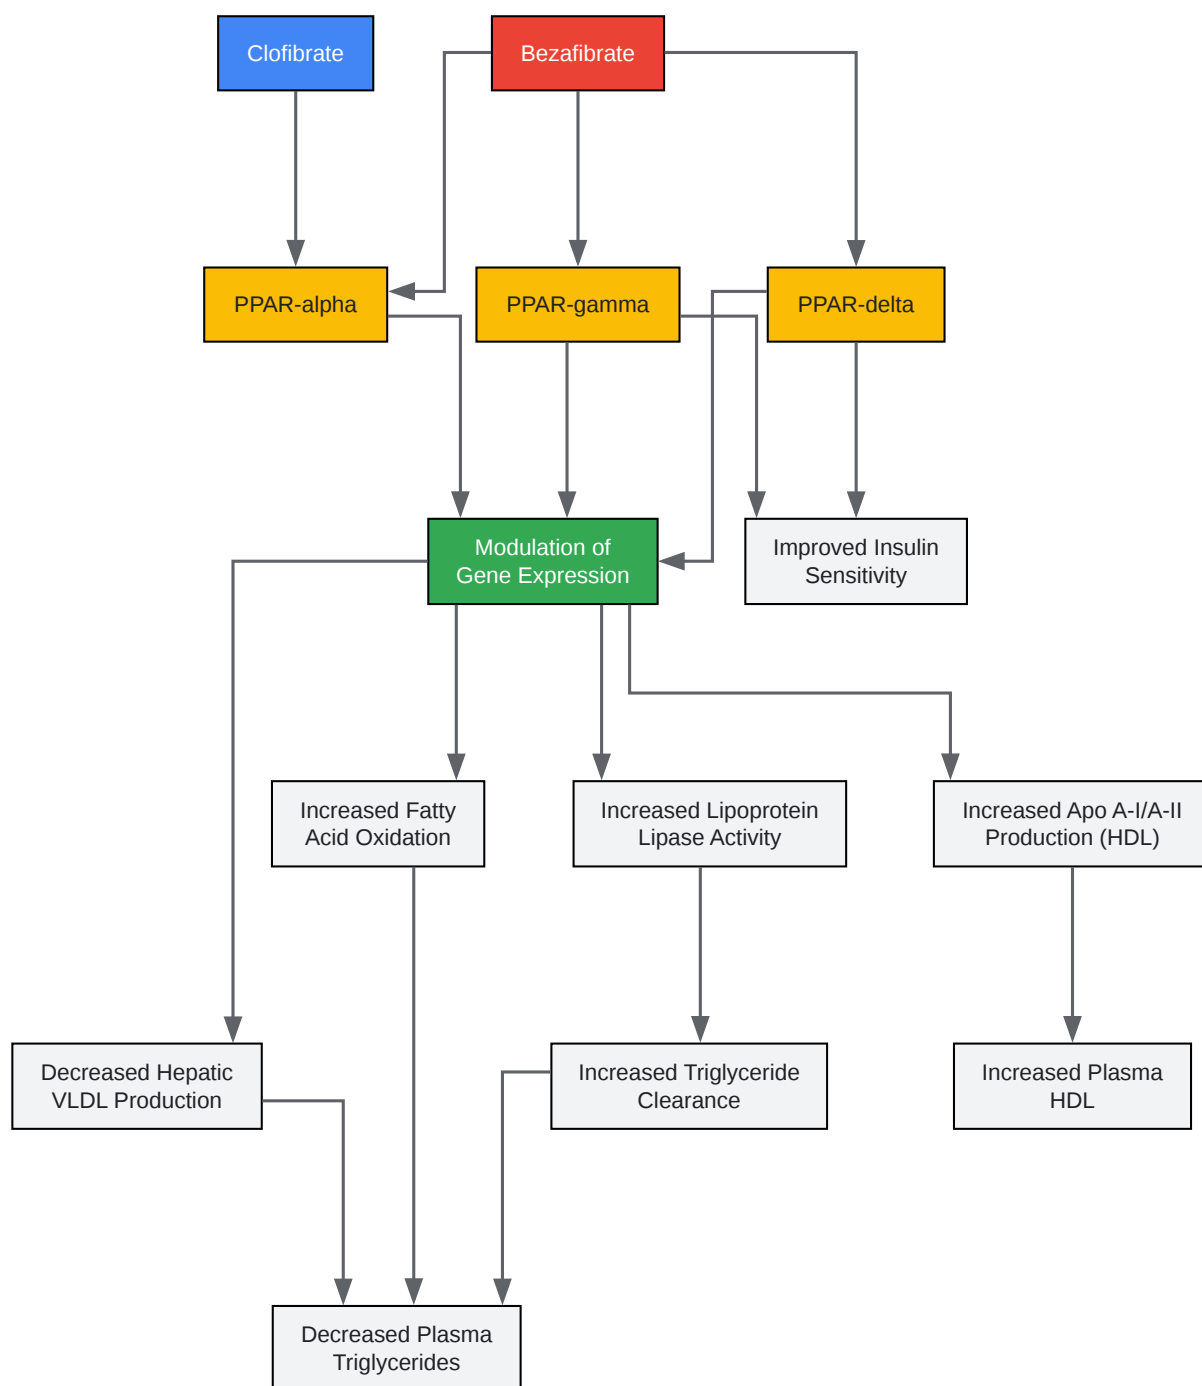 Clofibrate
Bezafibrate
PPAR-alpha
PPAR-gamma
PPAR-delta
Modulation of
Gene Expression
Improved Insulin
Sensitivity
Increased Fatty
Acid Oxidation
Increased Lipoprotein
Lipase Activity
Increased Apo A-I/A-II
Production (HDL)
Decreased Hepatic
VLDL Production
Increased Triglyceride
Clearance
Increased Plasma
HDL
Decreased Plasma
Triglycerides